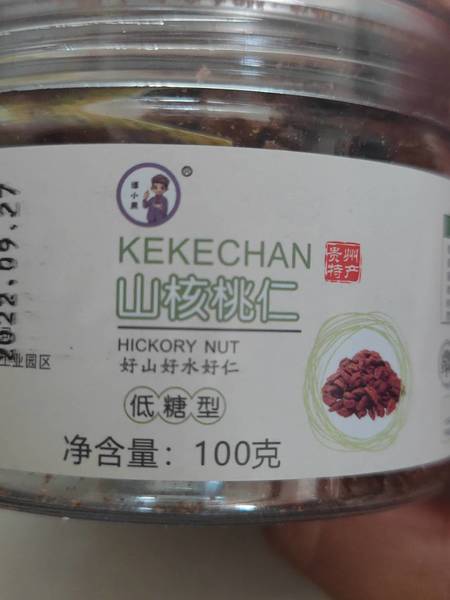 ®
KEKECHAN
贵州
特产
山核桃仁
HICKORY NUT
好山好水好仁
低糖型
净含量：100克
2022.09.27
工业园区